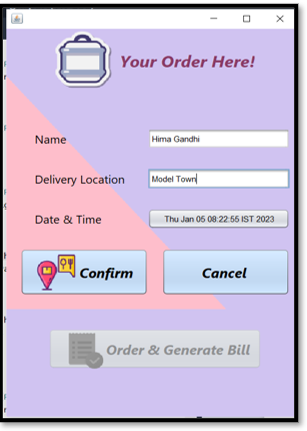 Your Order Here!
Name
Hima Gandhi
Delivery Location
Model Town
Date & Time
Thu Jan 05 08:22:55 IST 2023
Confirm
Cancel
Order & Generate Bill